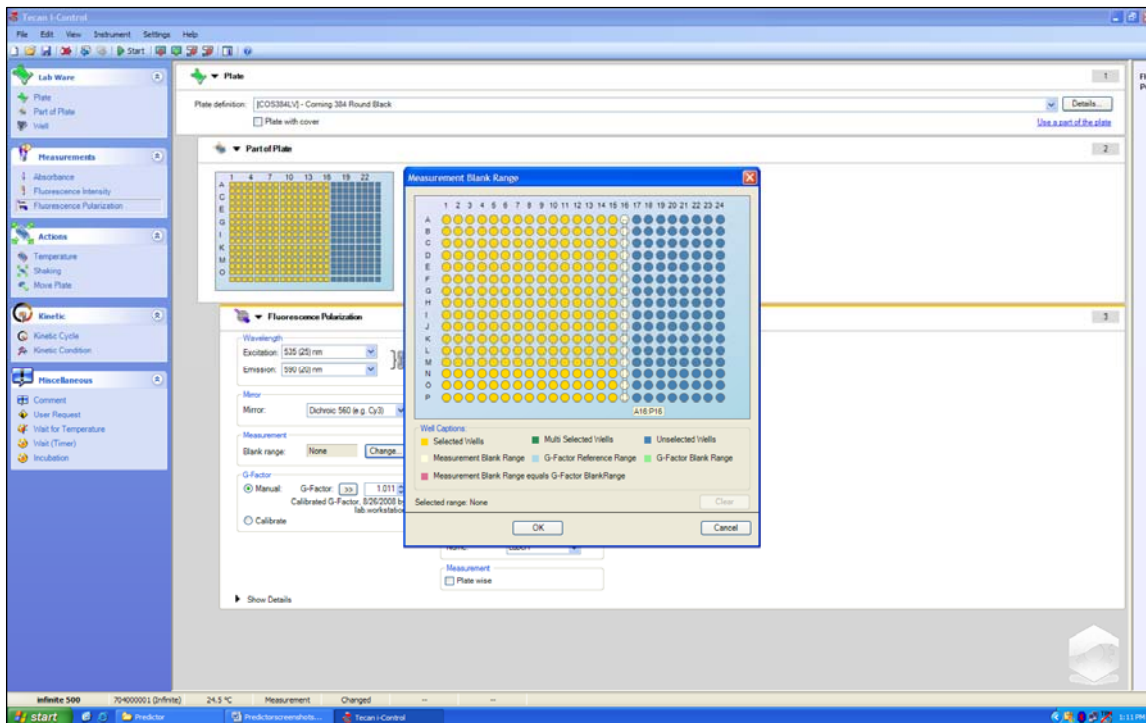 Tecan i-Control
File Edit View Instrument Settings Help
Start
Lab Ware
Plate
Part of Plate
Well
Measurements
Absorbance
Fluorescence Intensity
Fluorescence Polarization
Actions
Temperature
Shaking
Move Plate
Kinetic
Kinetic Cycle
Kinetic Condition
Miscellaneous
Comment
User Request
Wait for Temperature
Wait (Timer)
Incubation
Plate
1
Plate definition: [COS384LV] - Corning 384 Round Black
Details...
Plate with cover
Use a part of the plate
Part of Plate
2
1 4 7 10 13 16 19 22
A
C
E
G
I
K
M
O
Fluorescence Polarization
3
Wavelength
Excitation: 535 (25) nm
Emission: 590 (20) nm
Mirror
Mirror: Dichroic 560 (e.g. Cy3)
Measurement
Blank range: None Change...
G-Factor
Manual: G-Factor: >> 1.011
Calibrated G-Factor, 8/26/2008 by
lab.workstation
Calibrate
Measurement
Plate wise
Show Details
Measurement Blank Range
1 2 3 4 5 6 7 8 9 10 11 12 13 14 15 16 17 18 19 20 21 22 23 24
A
B
C
D
E
F
G
H
I
J
K
L
M
N
O
P
A16:P16
Well Captions:
Selected Wells Multi Selected Wells Unselected Wells
Measurement Blank Range G-Factor Reference Range G-Factor Blank Range
Measurement Blank Range equals G-Factor BlankRange
Selected range: None Clear
OK Cancel
infinite 500 704000001 (Infinite) 24.5 °C Measurement Changed -- --
start Predictor Predictorscreenshots... Tecan i-Control 1:11 PM